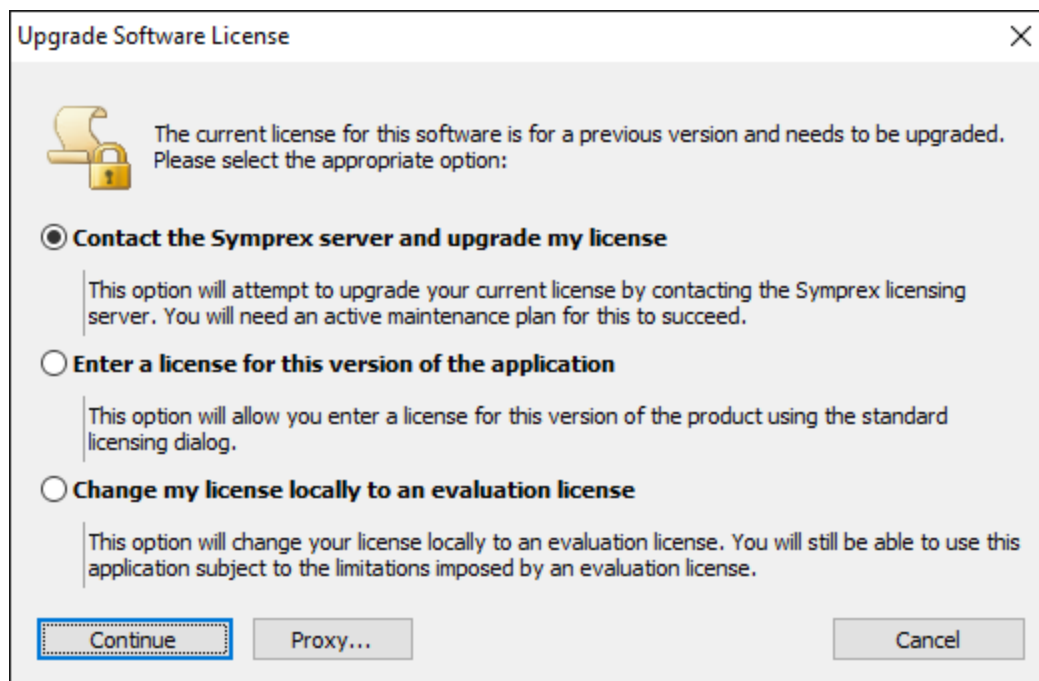 Upgrade Software License
The current license for this software is for a previous version and needs to be upgraded.
Please select the appropriate option:
Contact the Symprex server and upgrade my license
This option will attempt to upgrade your current license by contacting the Symprex licensing
server. You will need an active maintenance plan for this to succeed.
Enter a license for this version of the application
This option will allow you enter a license for this version of the product using the standard
licensing dialog.
Change my license locally to an evaluation license
This option will change your license locally to an evaluation license. You will still be able to use this
application subject to the limitations imposed by an evaluation license.
Continue Proxy... Cancel